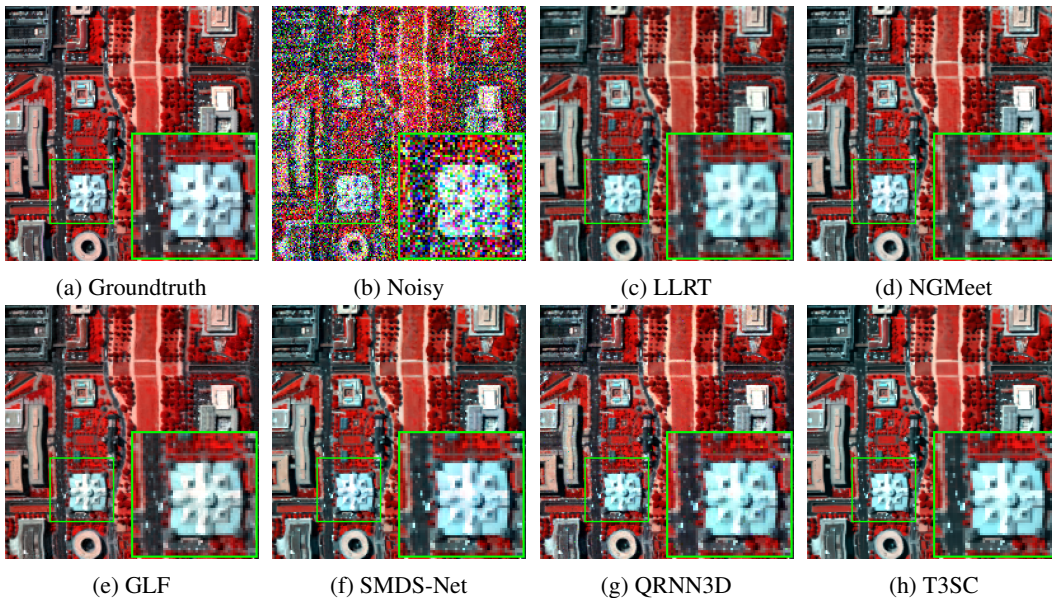 (a) Groundtruth
(b) Noisy
(c) LLRT
(d) NGMeet
(e) GLF
(f) SMDS-Net
(g) QRNN3D
(h) T3SC